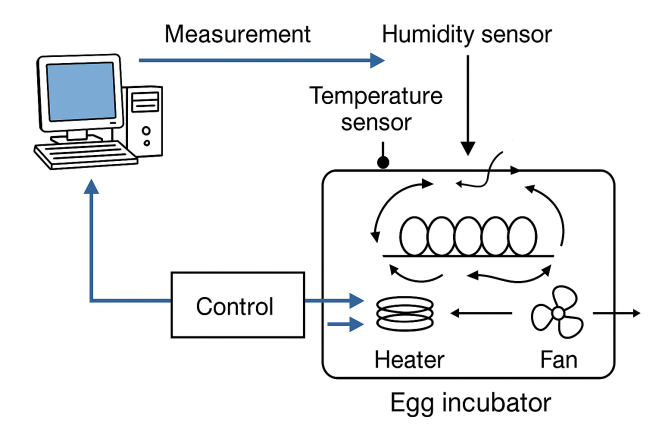 Measurement
Humidity sensor
Temperature
sensor
Control
Heater
Fan
Egg incubator